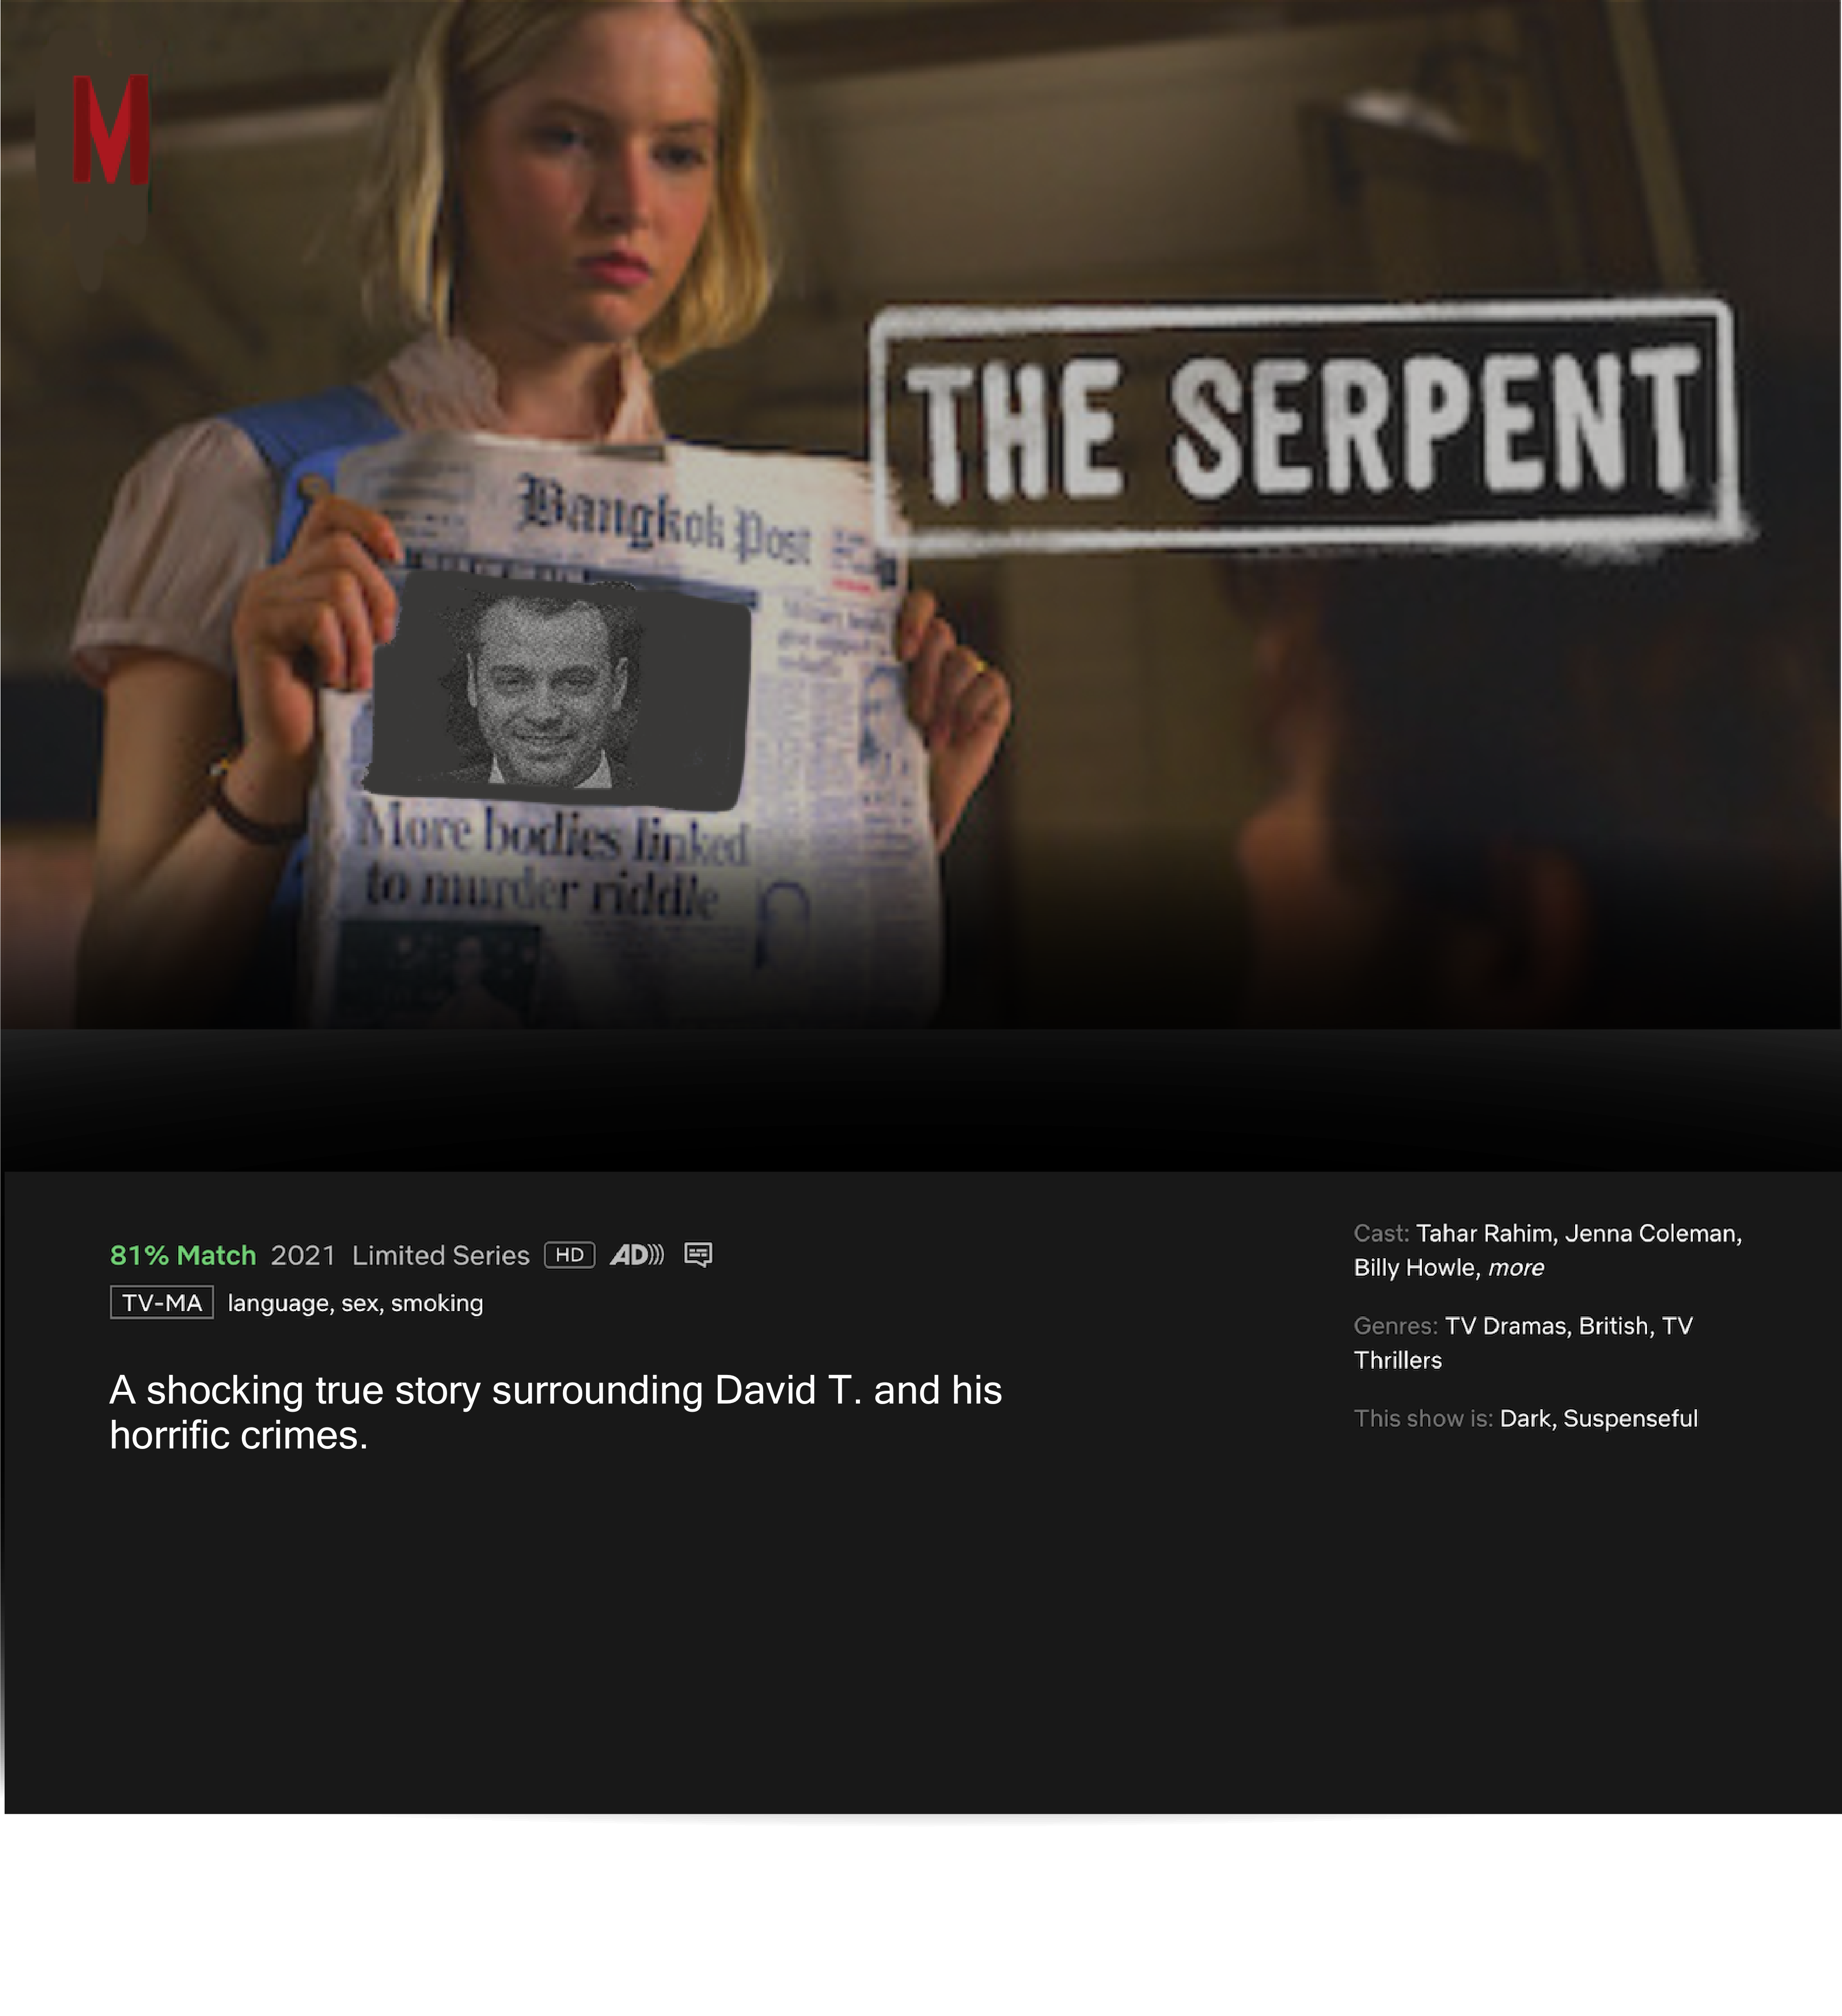 M
THE SERPENT
Bangkok Post
More bodies linked
to murder riddle
81% Match 2021 Limited Series HD AD
TV-MA language, sex, smoking
A shocking true story surrounding David T. and his
horrific crimes.
Cast: Tahar Rahim, Jenna Coleman,
Billy Howle, more
Genres: TV Dramas, British, TV
Thrillers
This show is: Dark, Suspenseful